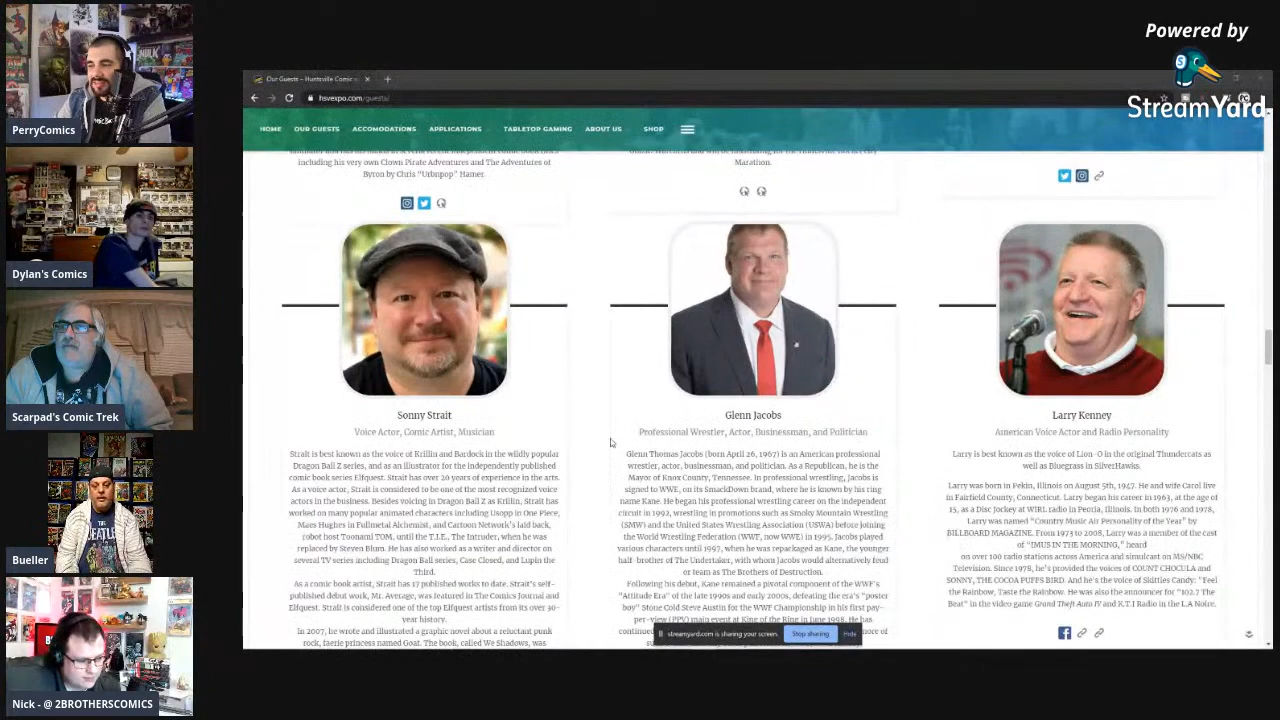 Powered by
StreamYard
PerryComics
Dylan's Comics
Scarpad's Comic Trek
Bueller
Nick - @ 2BROTHERSCOMICS
Our Guests – Huntsville Comic
hsvexpo.com/guests/
HOME OUR GUESTS ACCOMODATIONS APPLICATIONS TABLETOP GAMING ABOUT US SHOP
including his very own Clown Pirate Adventures and The Adventures of
Byron by Chris "Urbnpop" Hamer.
Marathon.
Sonny Strait
Voice Actor, Comic Artist, Musician
Strait is best known as the voice of Krillin and Bardock in the wildly popular
Dragon Ball Z series, and as an illustrator for the independently published
comic book series Elfquest. Strait has over 20 years of experience in the arts.
As a voice actor, Strait is considered to be one of the most recognized voice
actors in the business. Besides voicing in Dragon Ball Z as Krillin, Strait has
worked on many popular animated characters including Usopp in One Piece,
Maes Hughes in Fullmetal Alchemist, and Cartoon Network's laid back,
robot host Toonami TOM, until the T.I.E., The Intruder, when he was
replaced by Steven Blum. He has also worked as a writer and director on
several TV series including Dragon Ball series, Case Closed, and Lupin the
Third.
As a comic book artist, Strait has 17 published works to date. Strait's self-
published debut work, Mr. Average, was featured in The Comics Journal and
Elfquest. Strait is considered one of the top Elfquest artists from its over 30-
year history.
In 2007, he wrote and illustrated a graphic novel about a reluctant punk
rock, faerie princess named Goat. The book, called We Shadows, was
Glenn Jacobs
Professional Wrestler, Actor, Businessman, and Politician
Glenn Thomas Jacobs (born April 26, 1967) is an American professional
wrestler, actor, businessman, and politician. As a Republican, he is the
Mayor of Knox County, Tennessee. In professional wrestling, Jacobs is
signed to WWE, on its SmackDown brand, where he is known by his ring
name Kane. He began his professional wrestling career on the independent
circuit in 1992, wrestling in promotions such as Smoky Mountain Wrestling
(SMW) and the United States Wrestling Association (USWA) before joining
the World Wrestling Federation (WWF, now WWE) in 1995. Jacobs played
various characters until 1997, when he was repackaged as Kane, the younger
half-brother of The Undertaker, with whom Jacobs would alternatively feud
or team as The Brothers of Destruction.
Following his debut, Kane remained a pivotal component of the WWF's
"Attitude Era" of the late 1990s and early 2000s, defeating the era's "poster
boy" Stone Cold Steve Austin for the WWF Championship in his first pay-
per-view (PPV) main event at King of the Ring in June 1998. He has
streamyard.com is sharing your screen. Stop sharing Hide
Larry Kenney
American Voice Actor and Radio Personality
Larry is best known as the voice of Lion-O in the original Thundercats as
well as Bluegrass in SilverHawks.
Larry was born in Pekin, Illinois on August 5th, 1947. He and wife Carol live
in Fairfield County, Connecticut. Larry began his career in 1963, at the age of
15, as a Disc Jockey at WIRL radio in Peoria, Illinois. In both 1976 and 1978,
Larry was named "Country Music Air Personality of the Year" by
BILLBOARD MAGAZINE. From 1973 to 2008, Larry was a member of the cast
of "IMUS IN THE MORNING," heard
on over 100 radio stations across America and simulcast on MS/NBC
Television. Since 1978, he's provided the voices of COUNT CHOCULA and
SONNY, THE COCOA PUFFS BIRD. And he's the voice of Skittles Candy: "Feel
the Rainbow, Taste the Rainbow. He was also the announcer for "102.7 The
Beat" in the video game Grand Theft Auto IV and K.T.I Radio in the L.A Noire.